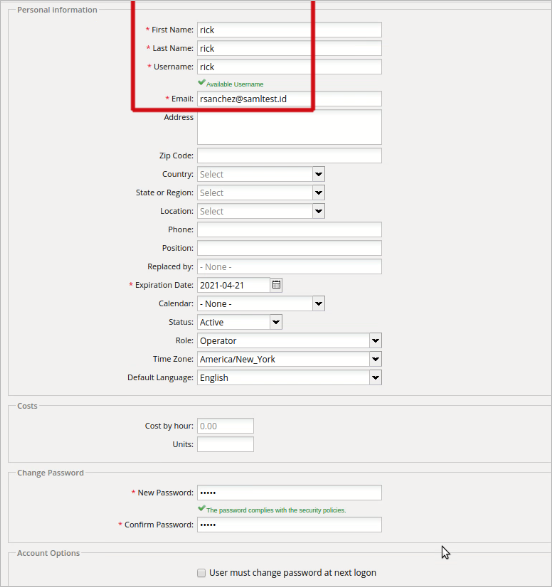 Personal Information
* First Name: rick
* Last Name: rick
* Username: rick
Available Username
* Email: rsanchez@samltest.id
Address
Zip Code:
Country: Select
State or Region: Select
Location: Select
Phone:
Position:
Replaced by: - None -
* Expiration Date: 2021-04-21
Calendar: - None -
Status: Active
Role: Operator
Time Zone: America/New_York
Default Language: English
Costs
Cost by hour: 0.00
Units:
Change Password
* New Password: •••••
The password complies with the security policies.
* Confirm Password: •••••
Account Options
User must change password at next logon